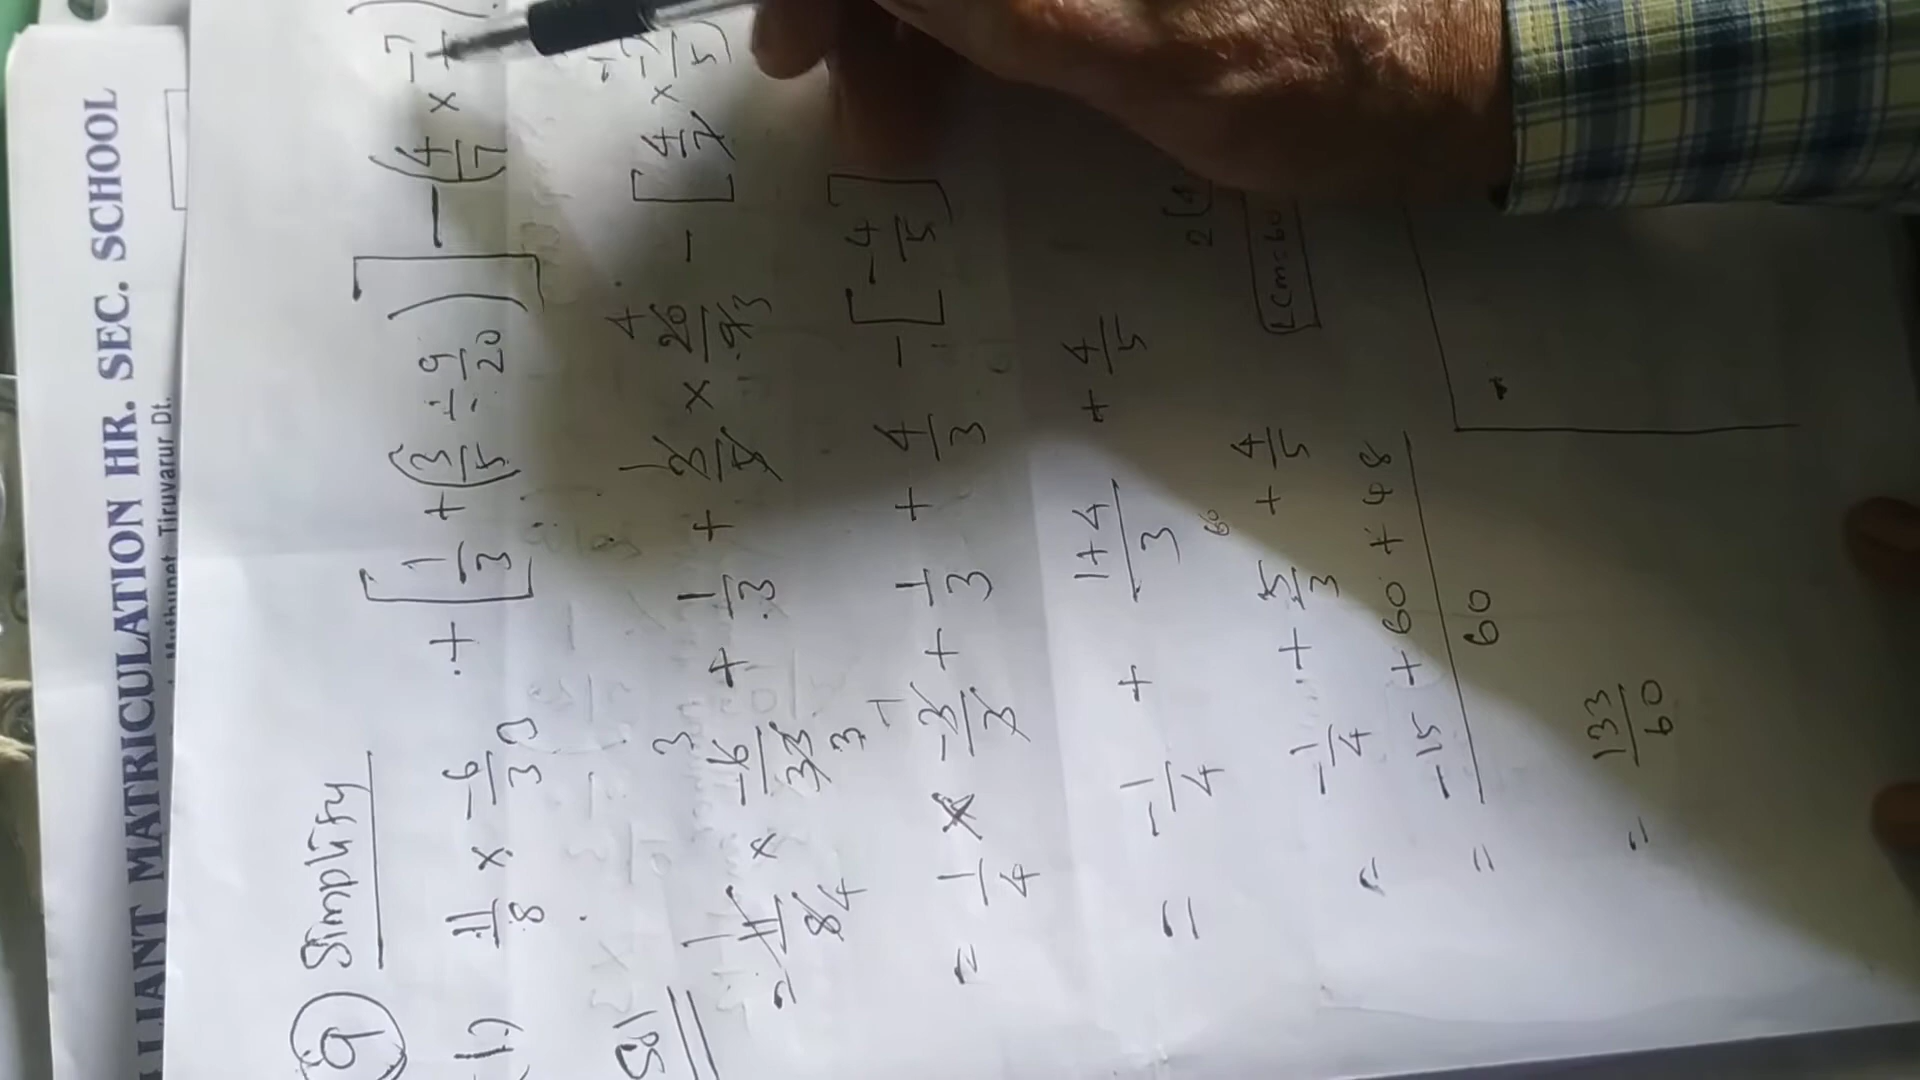 LIANT MATRICULATION HR. SEC. SCHOOL
Muthupet Tiruvarur Dt.
9 Simplify
1.) 11/8 × -6/33 + [1/3 + (3/5 ÷ 9/20)] - (4/7 × -7/
Sol
= 11/8 × -6/33 + 1/3 + 3/5 × 20/9 - [4/7 × -7/5]
= 1/4 × -3/3 + 1/3 + 4/3 - [-4/5]
= -1/4 + 1+4/3 + 4/5
= -1/4 + 5/3 + 4/5
= -15 + 60 + 48/60
LCM=60
= 133/60